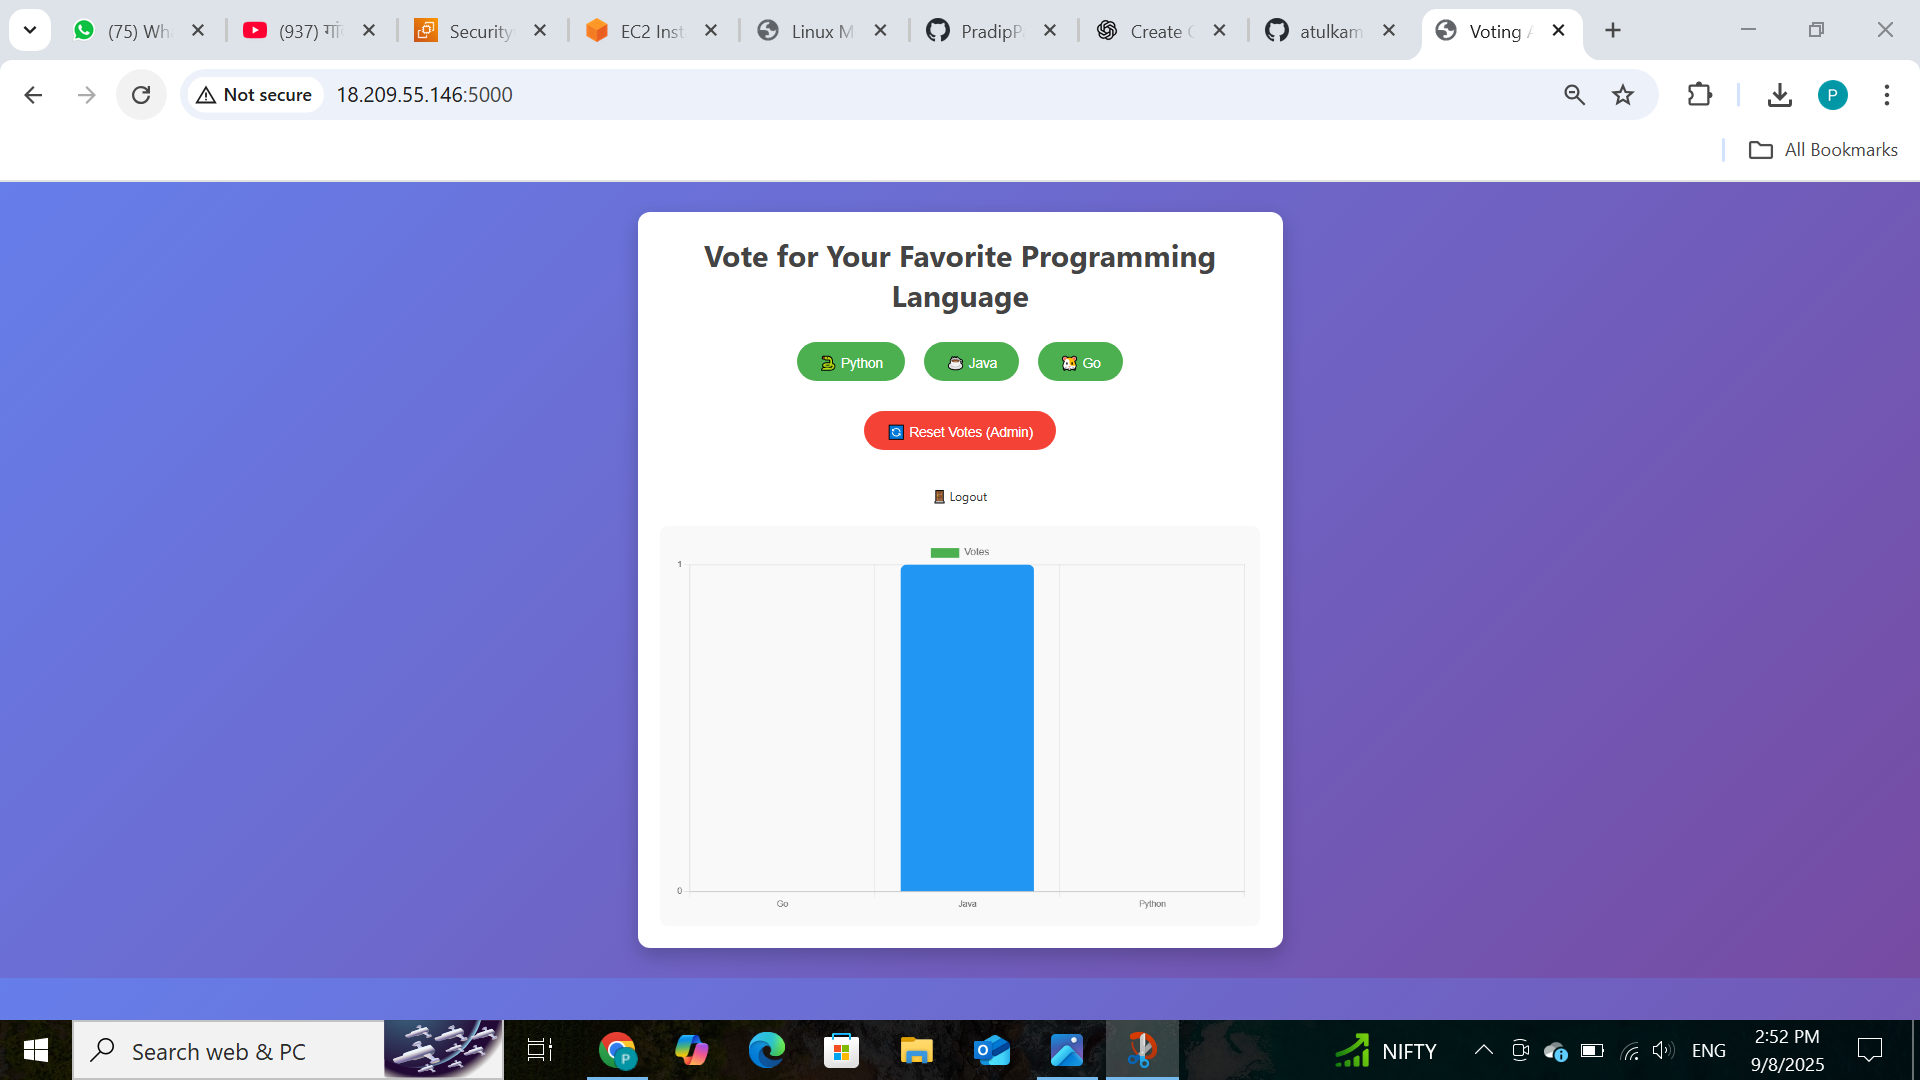 (75) Wh
(937) गां
Security
EC2 Inst
Linux M
PradipP
Create
atulkam
Voting
Not secure
18.209.55.146:5000
P
All Bookmarks
Vote for Your Favorite Programming
Language
Python
Java
Go
Reset Votes (Admin)
Logout
Votes
1
0
Go
Java
Python
Search web & PC
P
NIFTY
ENG
2:52 PM
9/8/2025